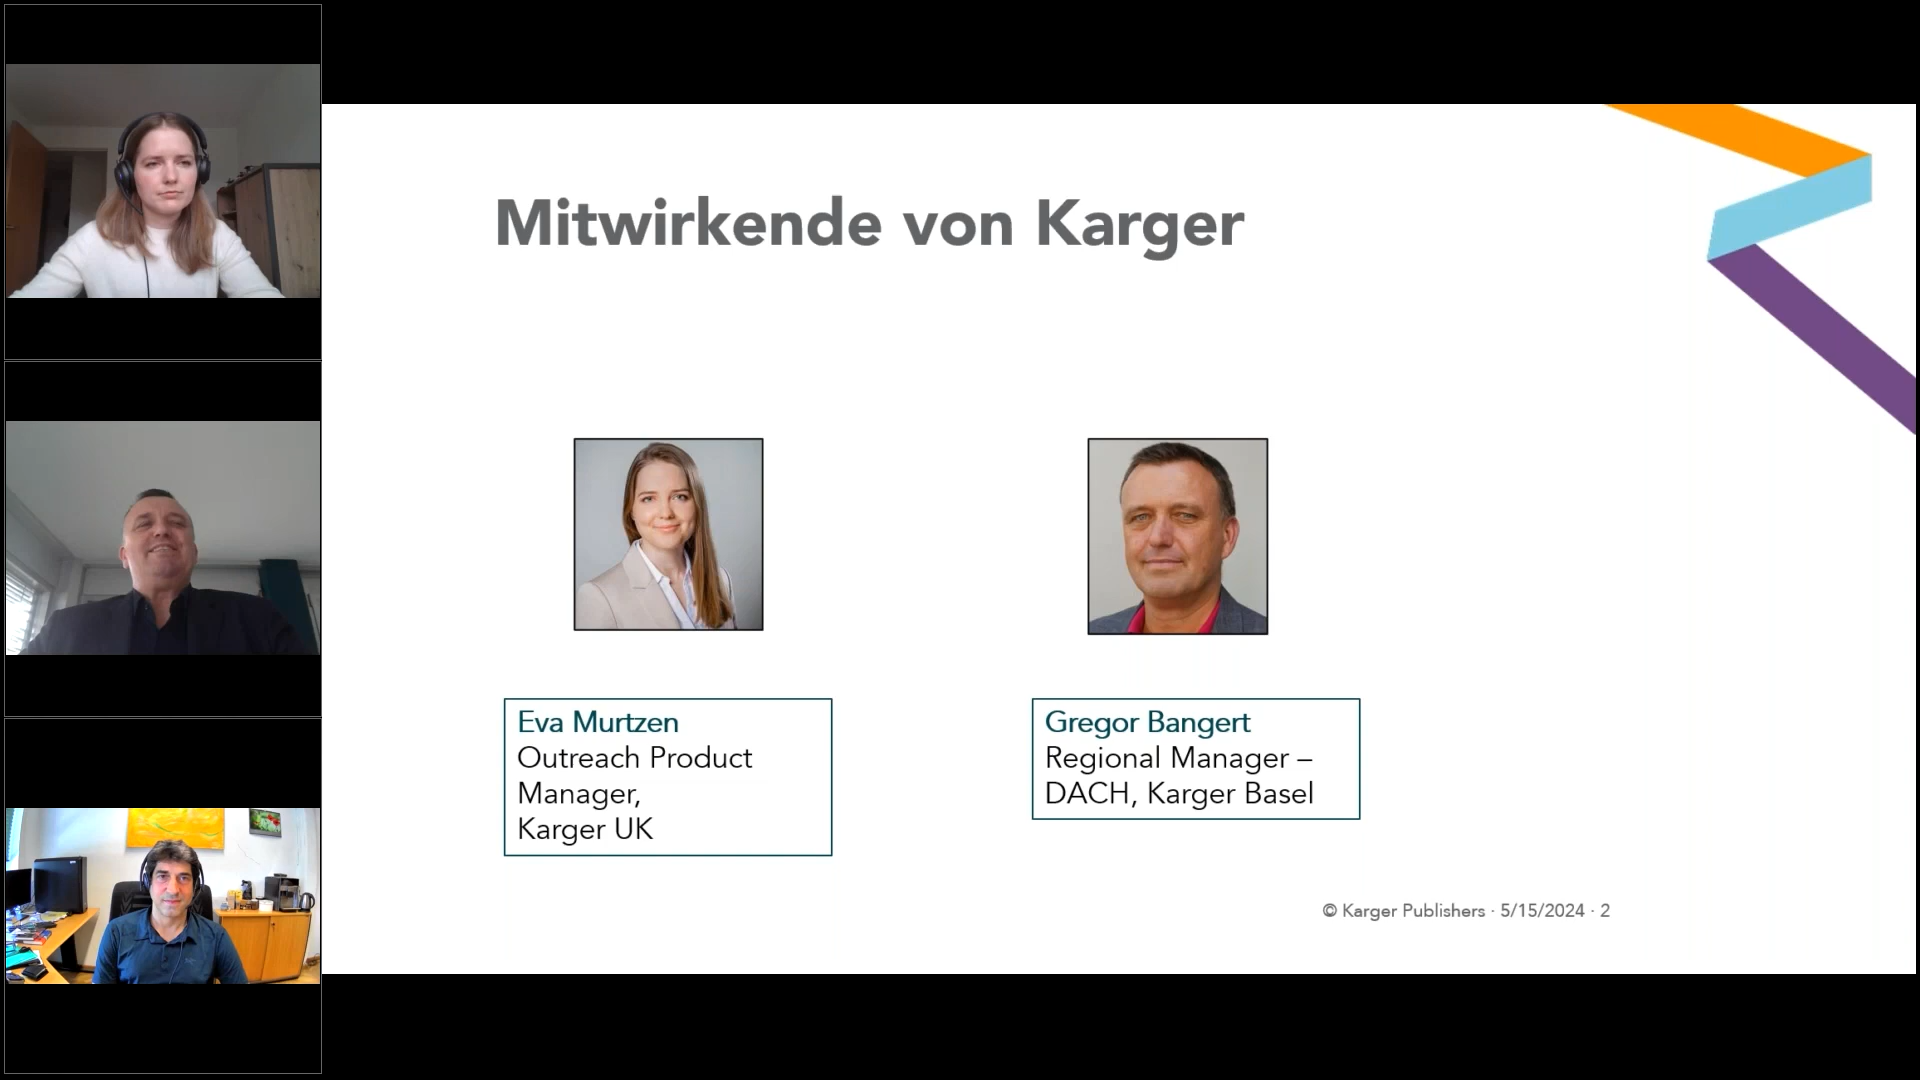 Mitwirkende von Karger
Eva Murtzen
Outreach Product
Manager,
Karger UK
Gregor Bangert
Regional Manager –
DACH, Karger Basel
© Karger Publishers · 5/15/2024 · 2